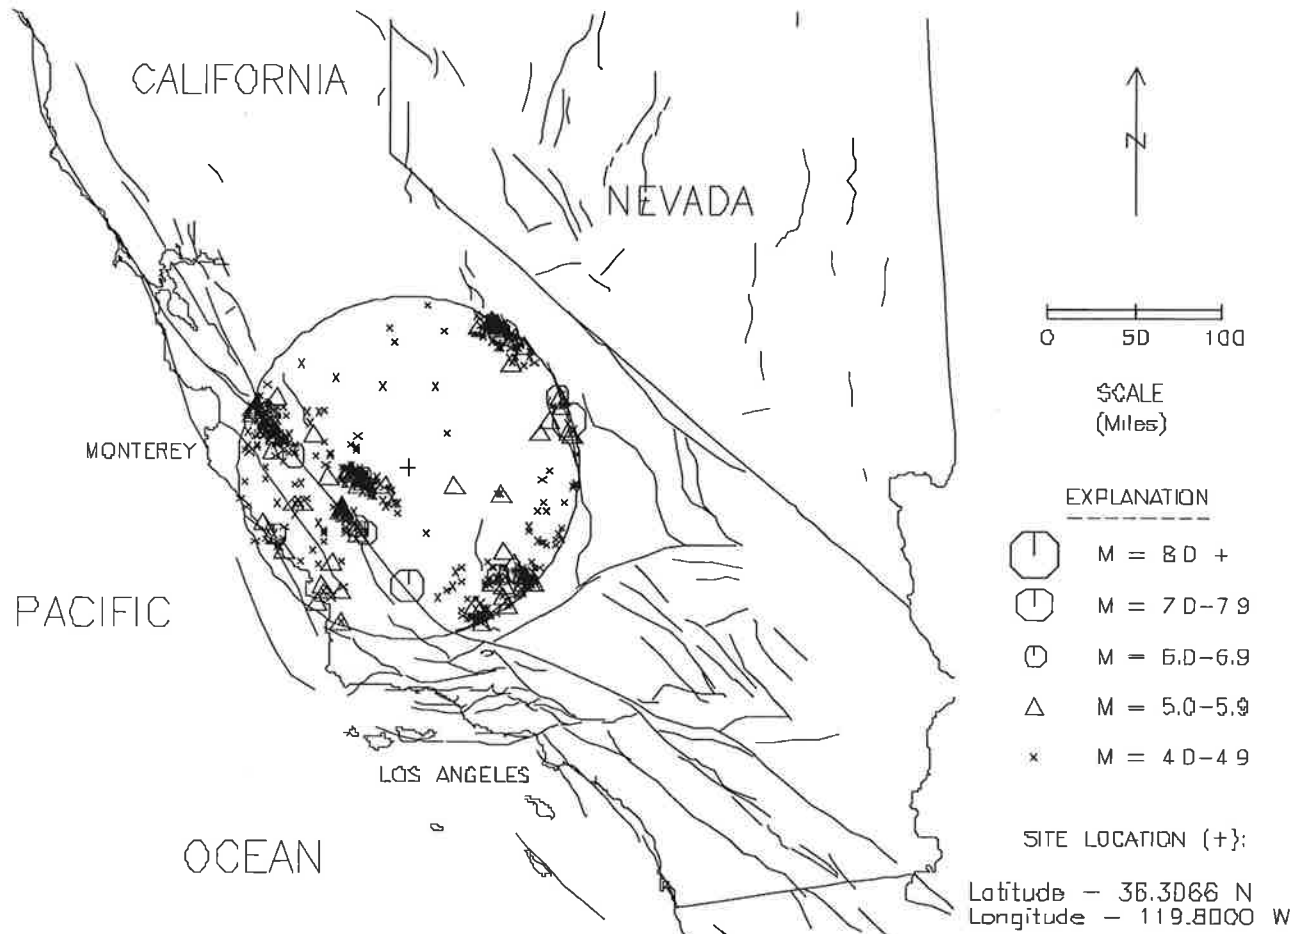 CALIFORNIA
NEVADA
N
0 50 100
SCALE
(Miles)
MONTEREY
EXPLANATION
M = 8.0 +
PACIFIC
M = 7.0-7.9
M = 6.0-6.9
M = 5.0-5.9
M = 4.0-4.9
LOS ANGELES
OCEAN
SITE LOCATION (+):
Latitude - 36.3066 N
Longitude - 119.8000 W